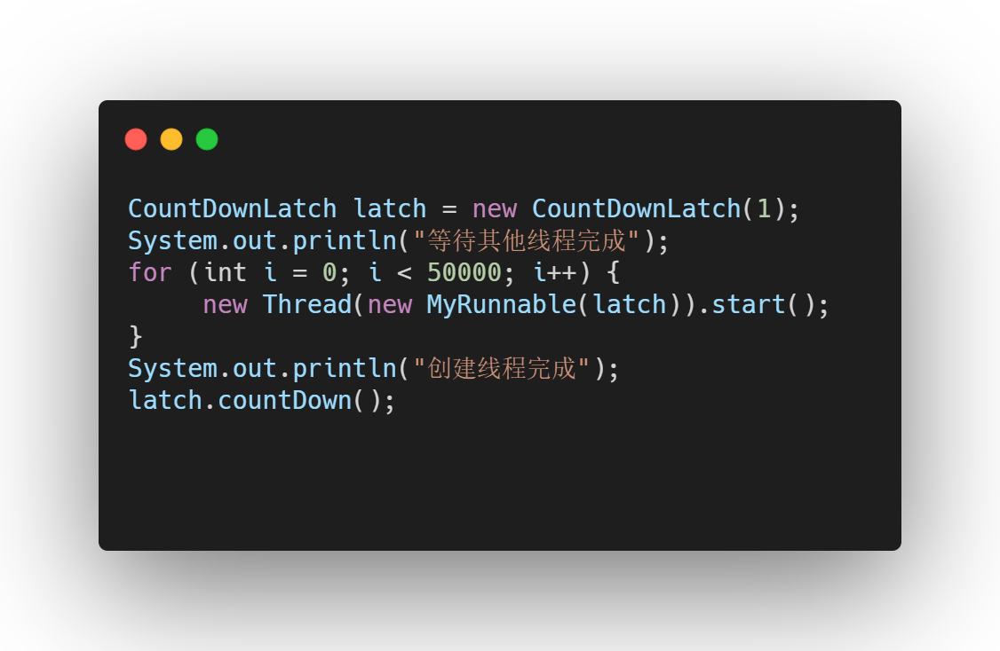 CountDownLatch latch = new CountDownLatch(1);
System.out.println("等待其他线程完成");
for (int i = 0; i < 50000; i++) {
     new Thread(new MyRunnable(latch)).start();
}
System.out.println("创建线程完成");
latch.countDown();